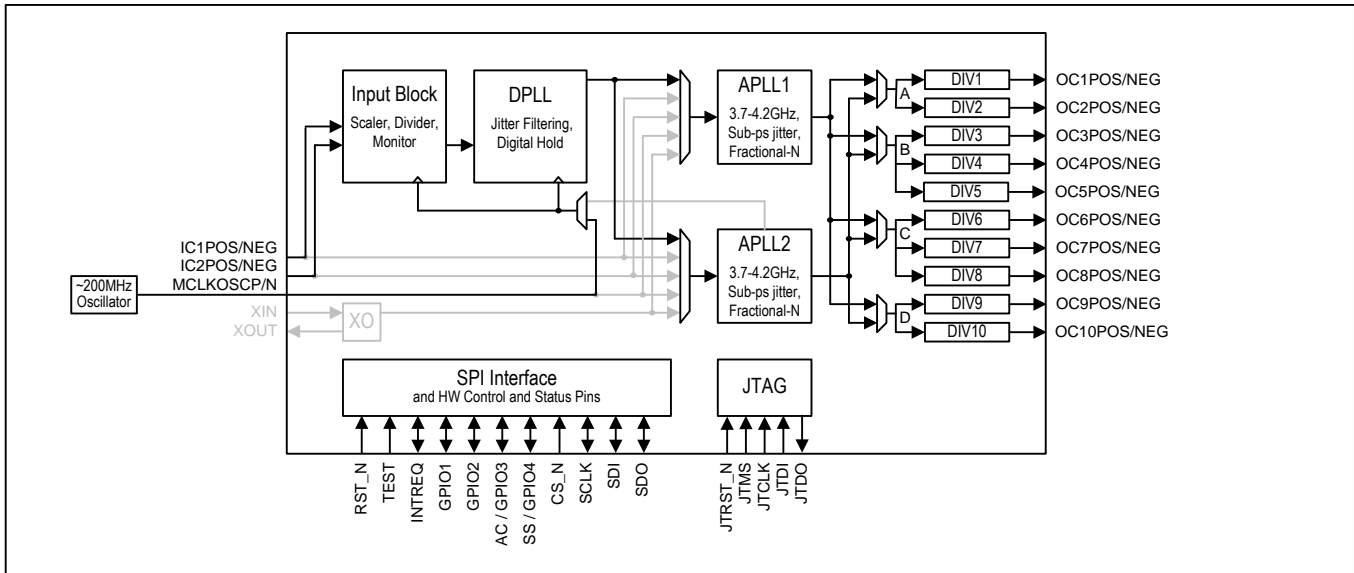 Input Block
Scaler, Divider,
Monitor
DPLL
Jitter Filtering,
Digital Hold
APLL1
3.7-4.2GHz,
Sub-ps jitter,
Fractional-N
APLL2
3.7-4.2GHz,
Sub-ps jitter,
Fractional-N
A
B
C
D
DIV1
DIV2
DIV3
DIV4
DIV5
DIV6
DIV7
DIV8
DIV9
DIV10
OC1POS/NEG
OC2POS/NEG
OC3POS/NEG
OC4POS/NEG
OC5POS/NEG
OC6POS/NEG
OC7POS/NEG
OC8POS/NEG
OC9POS/NEG
OC10POS/NEG
IC1POS/NEG
IC2POS/NEG
MCLKOSCP/N
~200MHz
Oscillator
XIN
XOUT
XO
SPI Interface
and HW Control and Status Pins
JTAG
RST_N
TEST
INTREQ
GPIO1
GPIO2
AC / GPIO3
SS / GPIO4
CS_N
SCLK
SDI
SDO
JTRST_N
JTMS
JTCLK
JTDI
JTDO